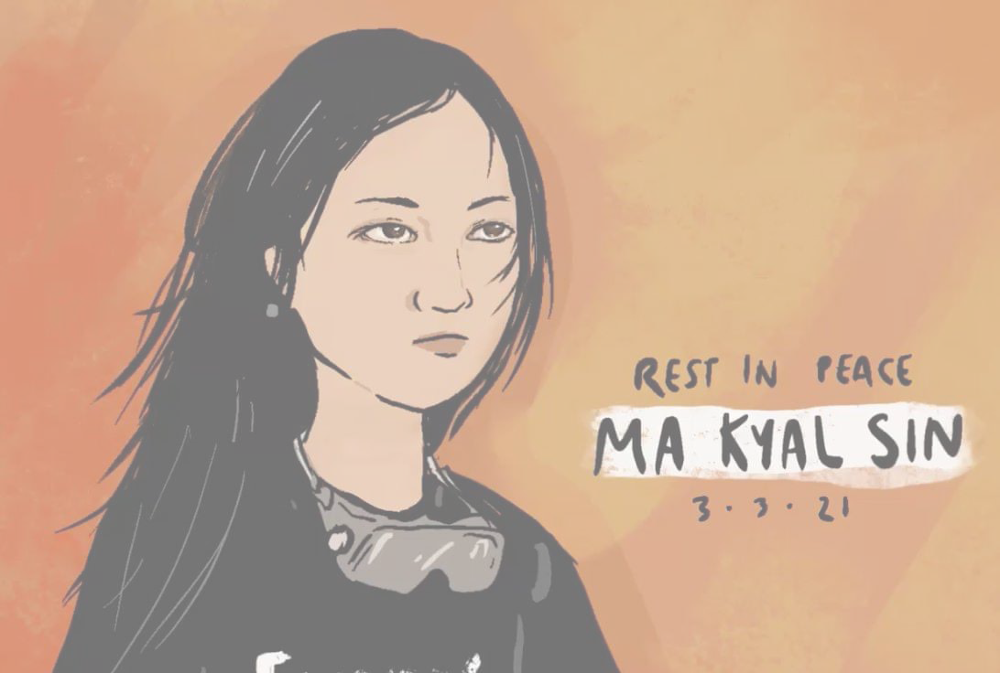 REST IN PEACE
MA KYAL SIN
3.3.21